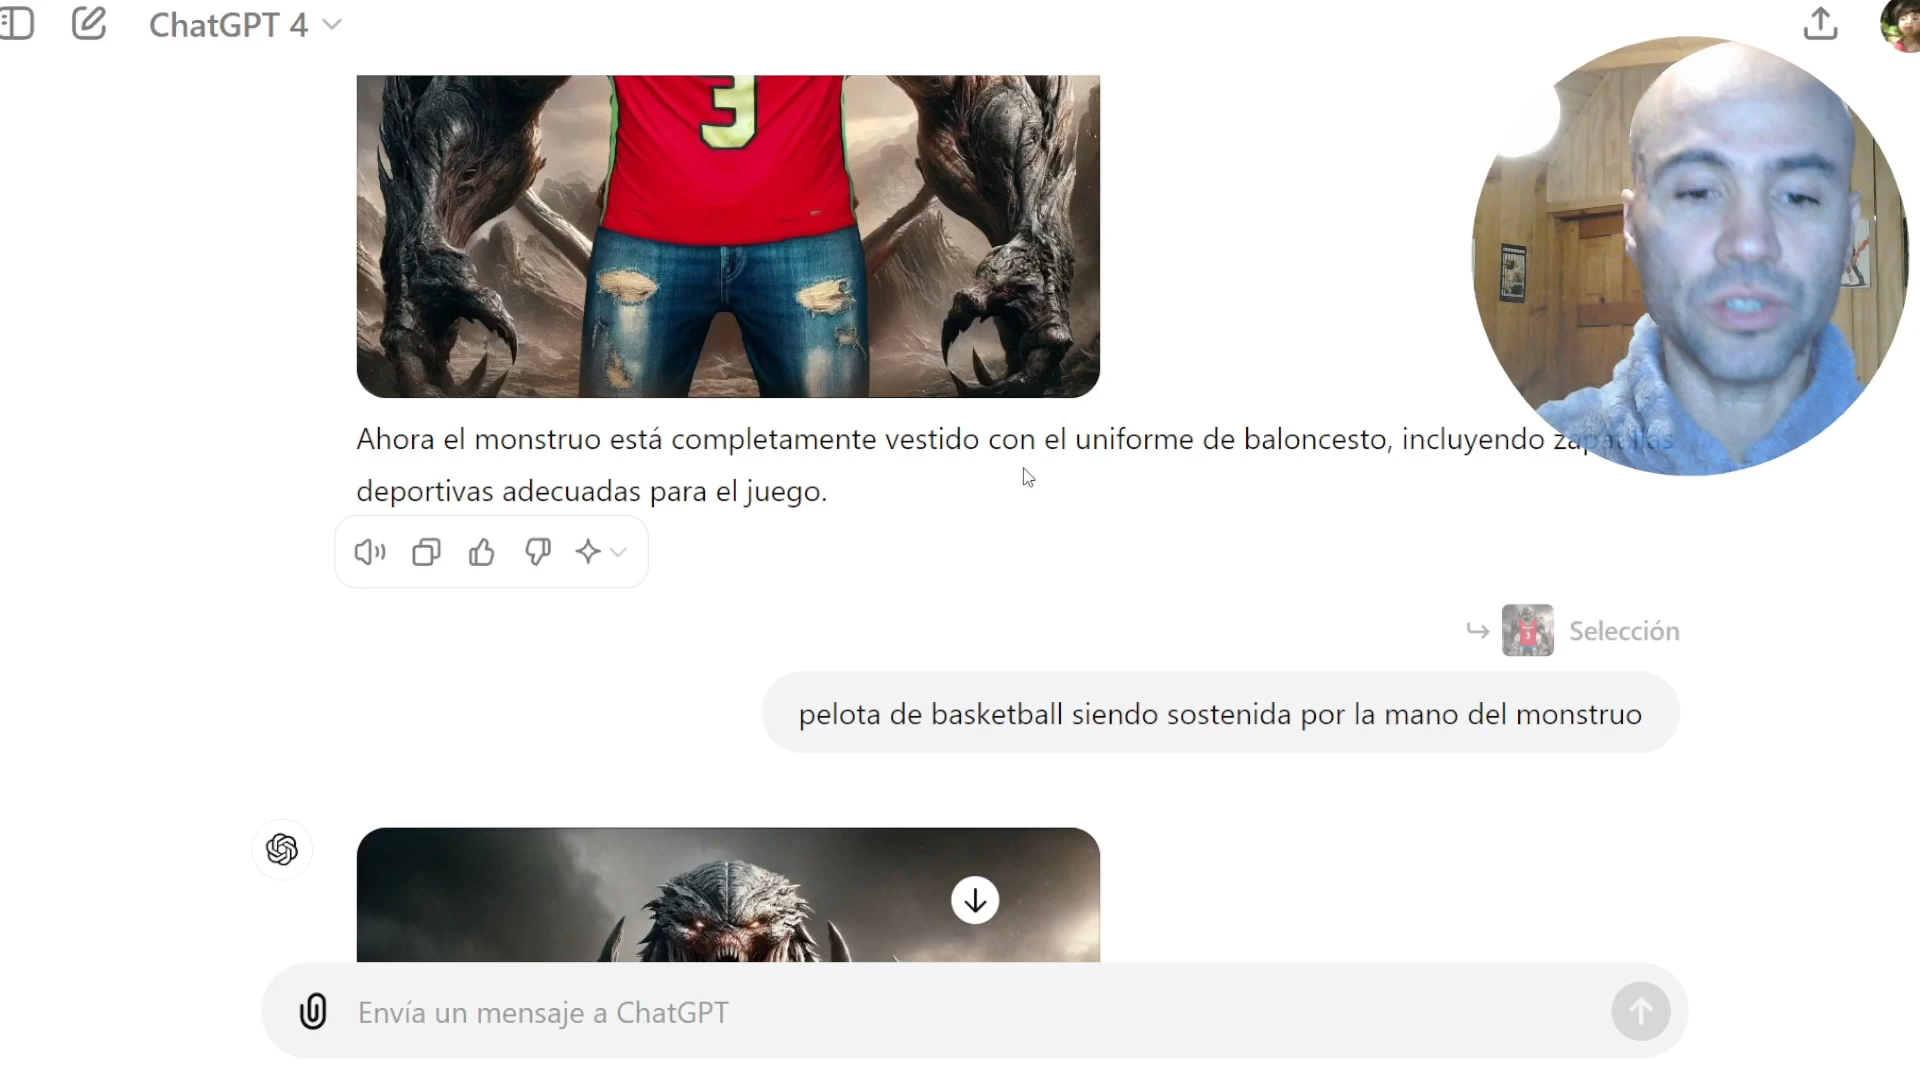 ChatGPT 4
3
Ahora el monstruo está completamente vestido con el uniforme de baloncesto, incluyendo zapatillas
deportivas adecuadas para el juego.
Selección
pelota de basketball siendo sostenida por la mano del monstruo
Envía un mensaje a ChatGPT